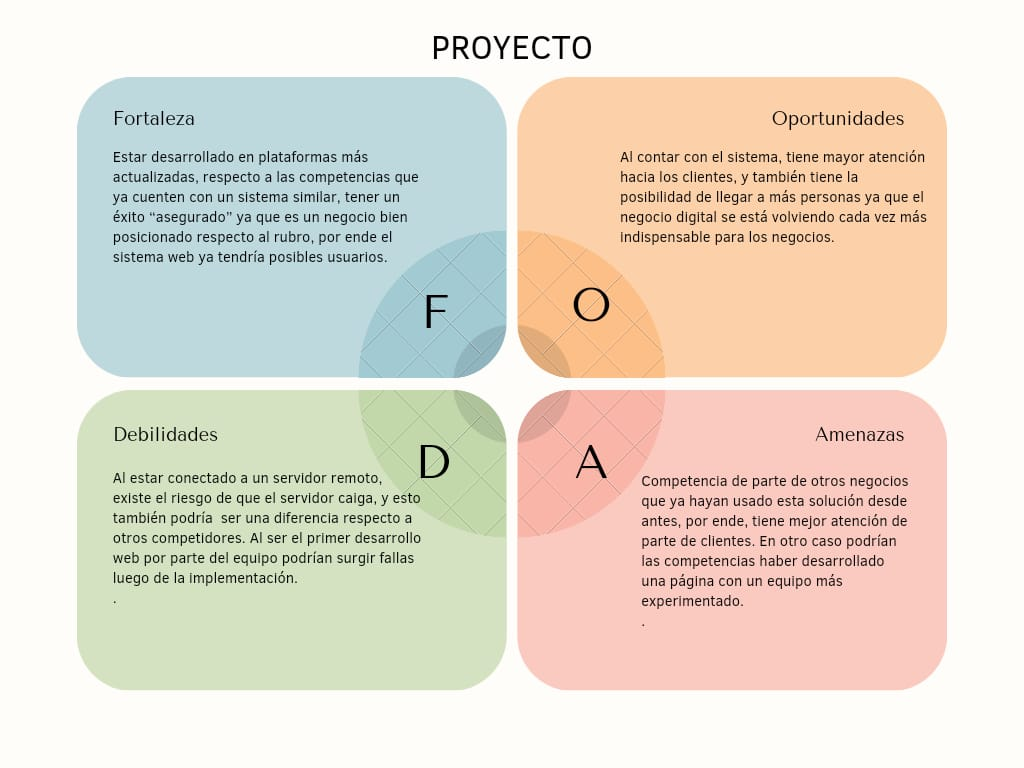 PROYECTO
Fortaleza
Estar desarrollado en plataformas más
actualizadas, respecto a las competencias que
ya cuenten con un sistema similar, tener un
éxito “asegurado” ya que es un negocio bien
posicionado respecto al rubro, por ende el
sistema web ya tendría posibles usuarios.
F
Oportunidades
Al contar con el sistema, tiene mayor atención
hacia los clientes, y también tiene la
posibilidad de llegar a más personas ya que el
negocio digital se está volviendo cada vez más
indispensable para los negocios.
O
Debilidades
Al estar conectado a un servidor remoto,
existe el riesgo de que el servidor caiga, y esto
también podría  ser una diferencia respecto a
otros competidores. Al ser el primer desarrollo
web por parte del equipo podrían surgir fallas
luego de la implementación.
.
D
Amenazas
Competencia de parte de otros negocios
que ya hayan usado esta solución desde
antes, por ende, tiene mejor atención de
parte de clientes. En otro caso podrían
las competencias haber desarrollado
una página con un equipo más
experimentado.
.
A